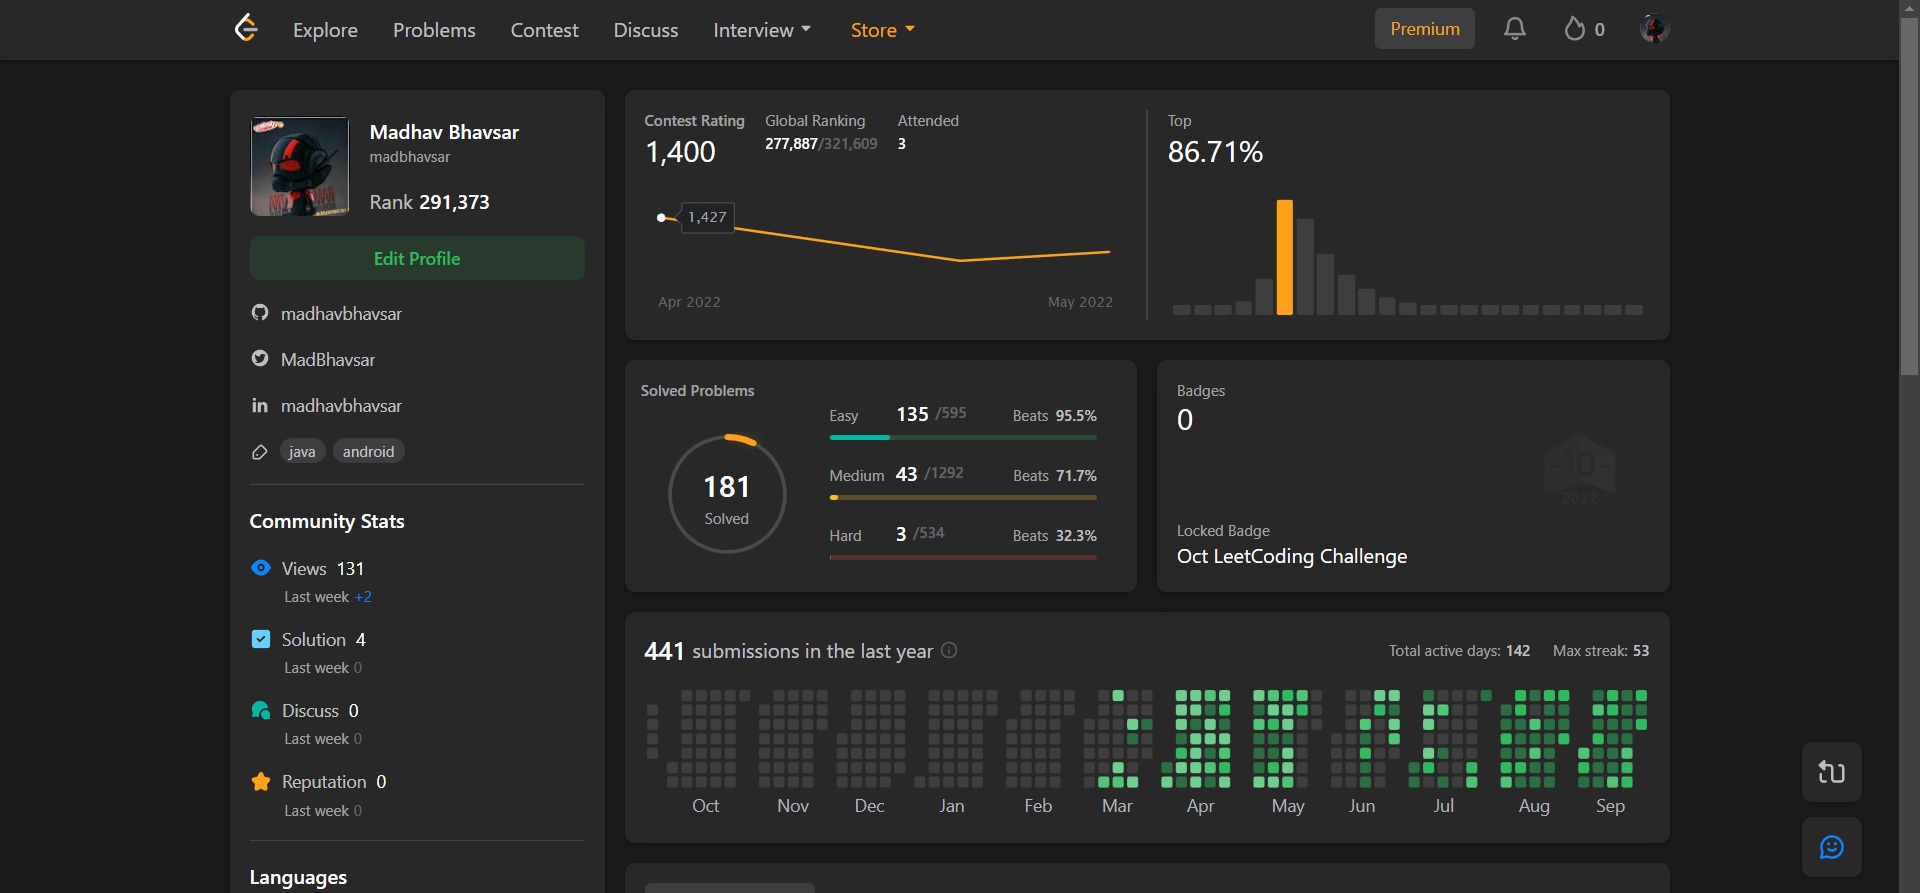 Explore Problems Contest Discuss Interview Store Premium 0
Madhav Bhavsar
madbhavsar
Rank 291,373
Edit Profile
madhavbhavsar
MadBhavsar
madhavbhavsar
java android
Community Stats
Views 131
Last week +2
Solution 4
Last week 0
Discuss 0
Last week 0
Reputation 0
Last week 0
Languages
Contest Rating Global Ranking Attended
1,400 277,887/321,609 3
1,427
Apr 2022 May 2022
Top
86.71%
Solved Problems
181
Solved
Easy 135 /595 Beats 95.5%
Medium 43 /1292 Beats 71.7%
Hard 3 /534 Beats 32.3%
Badges
0
10
2022
Locked Badge
Oct LeetCoding Challenge
441 submissions in the last year Total active days: 142 Max streak: 53
Oct Nov Dec Jan Feb Mar Apr May Jun Jul Aug Sep